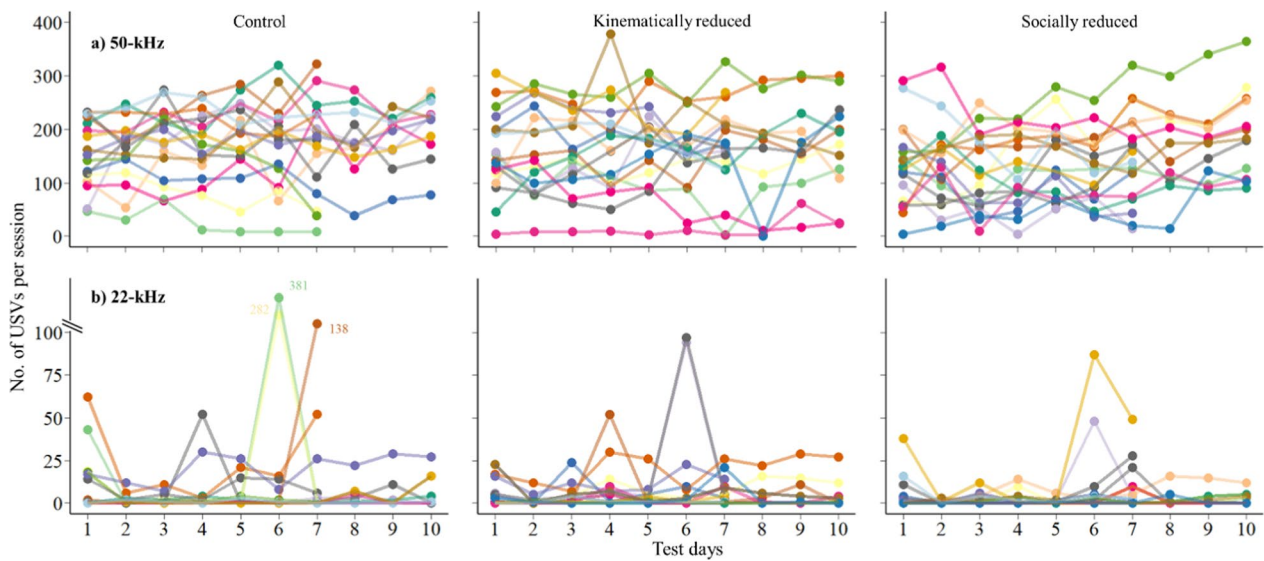 Control
Kinematically reduced
Socially reduced
a) 50-kHz
400
300
200
100
0
b) 22-kHz
381
282
138
100
75
50
25
0
No. of USVs per session
1 2 3 4 5 6 7 8 9 10
1 2 3 4 5 6 7 8 9 10
1 2 3 4 5 6 7 8 9 10
Test days